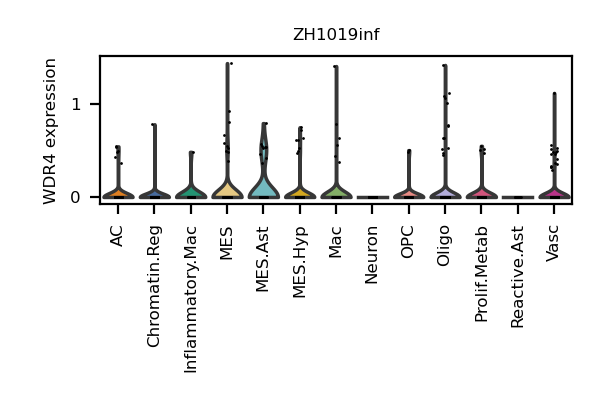 ZH1019inf
WDR4 expression
1
0
AC
Chromatin.Reg
Inflammatory.Mac
MES
MES.Ast
MES.Hyp
Mac
Neuron
OPC
Oligo
Prolif.Metab
Reactive.Ast
Vasc